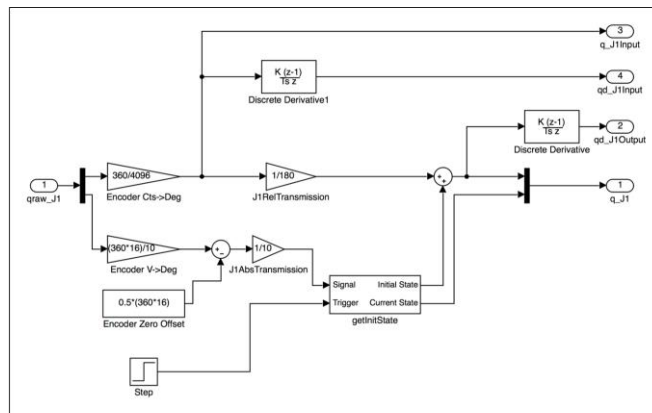 3
q_J1Input
K (z-1)
Ts z
Discrete Derivative1
4
qd_J1Input
K (z-1)
Ts z
Discrete Derivative
2
qd_J1Output
1
qraw_J1
360/4096
Encoder Cts->Deg
1/180
J1RelTransmission
+
+
1
q_J1
(360*16)/10
Encoder V->Deg
+
−
1/10
J1AbsTransmission
0.5*(360*16)
Encoder Zero Offset
Signal
Initial State
Trigger
Current State
getInitState
Step